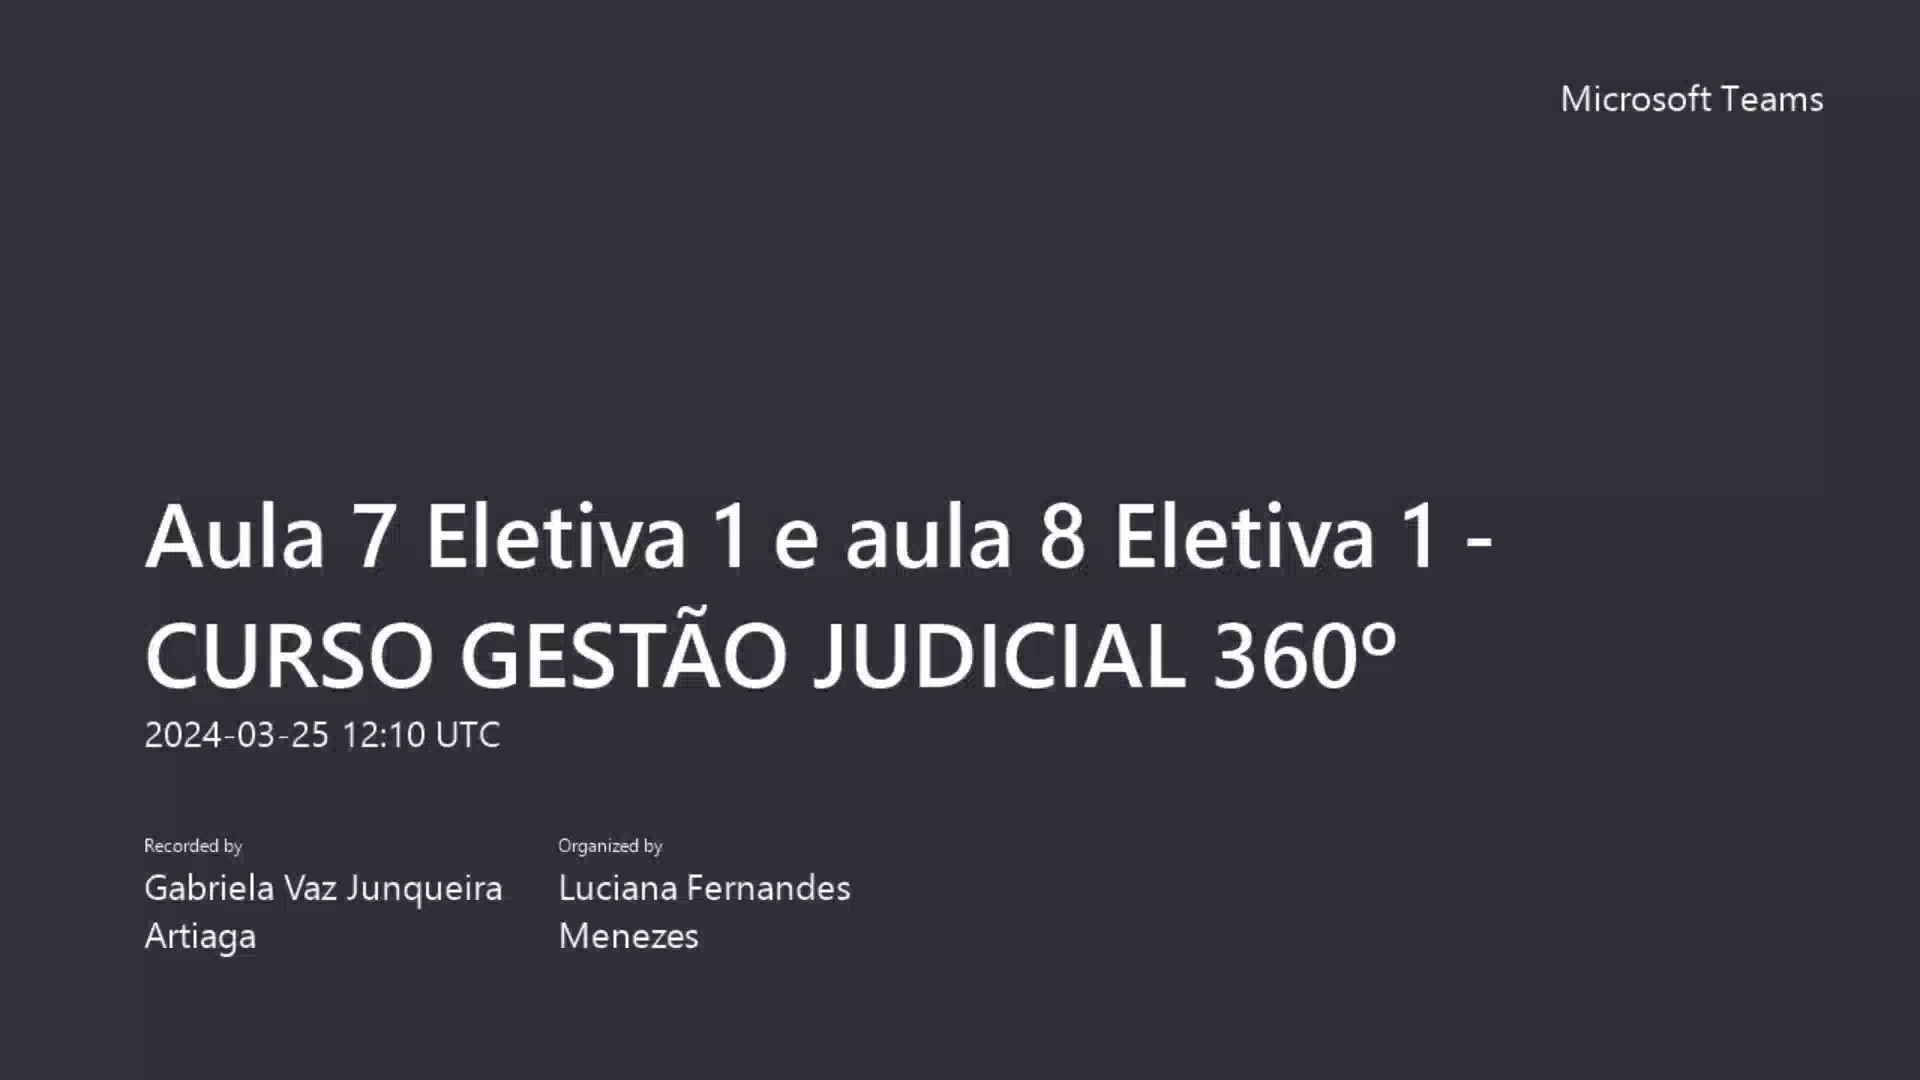 Microsoft Teams
Aula 7 Eletiva 1 e aula 8 Eletiva 1 -
CURSO GESTÃO JUDICIAL 360º
2024-03-25 12:10 UTC
Recorded by
Gabriela Vaz Junqueira
Artiaga
Organized by
Luciana Fernandes
Menezes